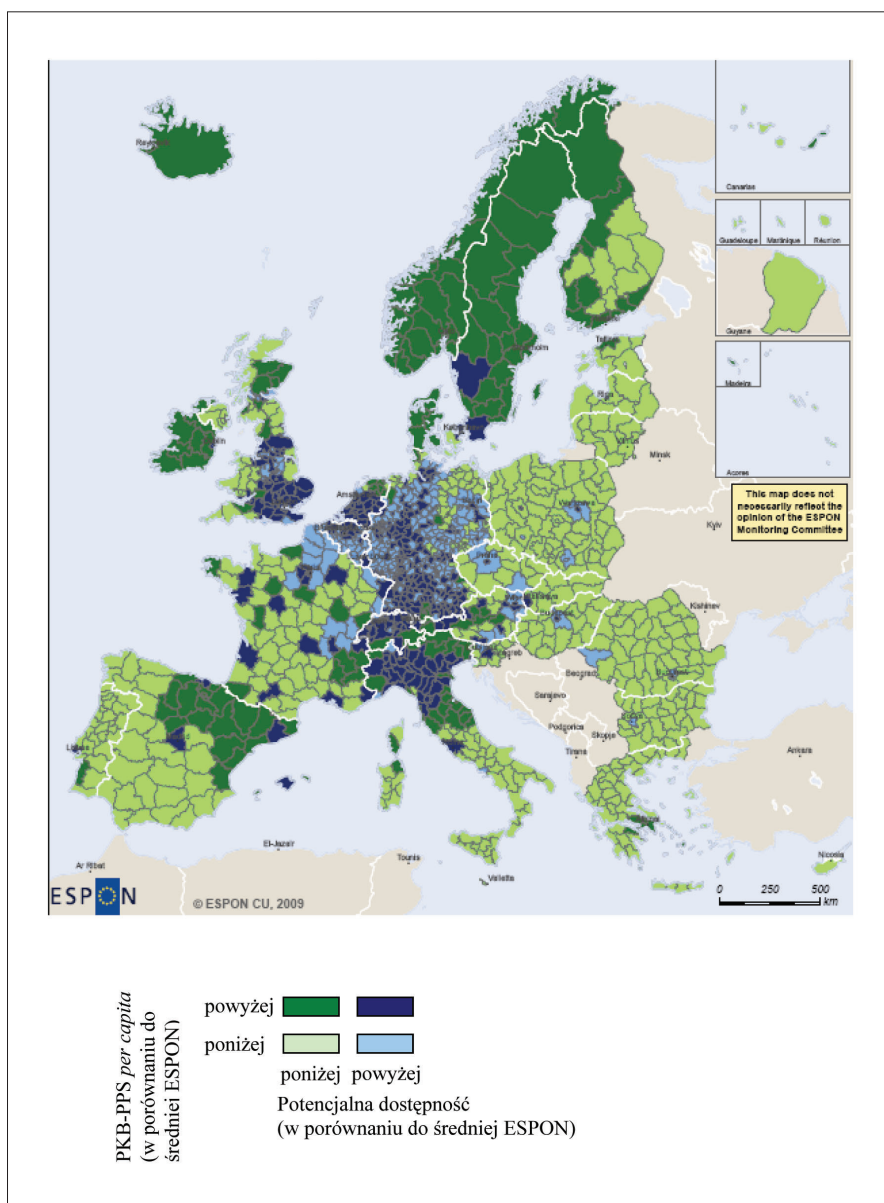 Reykjavik
Canarias
Guadeloupe
Martinique
Réunion
Guyane
Madeira
Acores
This map does not
necessarily reflect the
opinion of the ESPON
Monitoring Committee
Riga
Minsk
Kyiv
Kishinev
Beograd
Sarajevo
Podgorica
Skopje
Tirana
Ankara
El-Jazair
Tounis
Ar Ribat
Valletta
Nicosia
ESPON
© ESPON CU, 2009
0 250 500
km
PKB-PPS per capita
(w porównaniu do
średniej ESPON)
powyżej
poniżej
poniżej powyżej
Potencjalna dostępność
(w porównaniu do średniej ESPON)